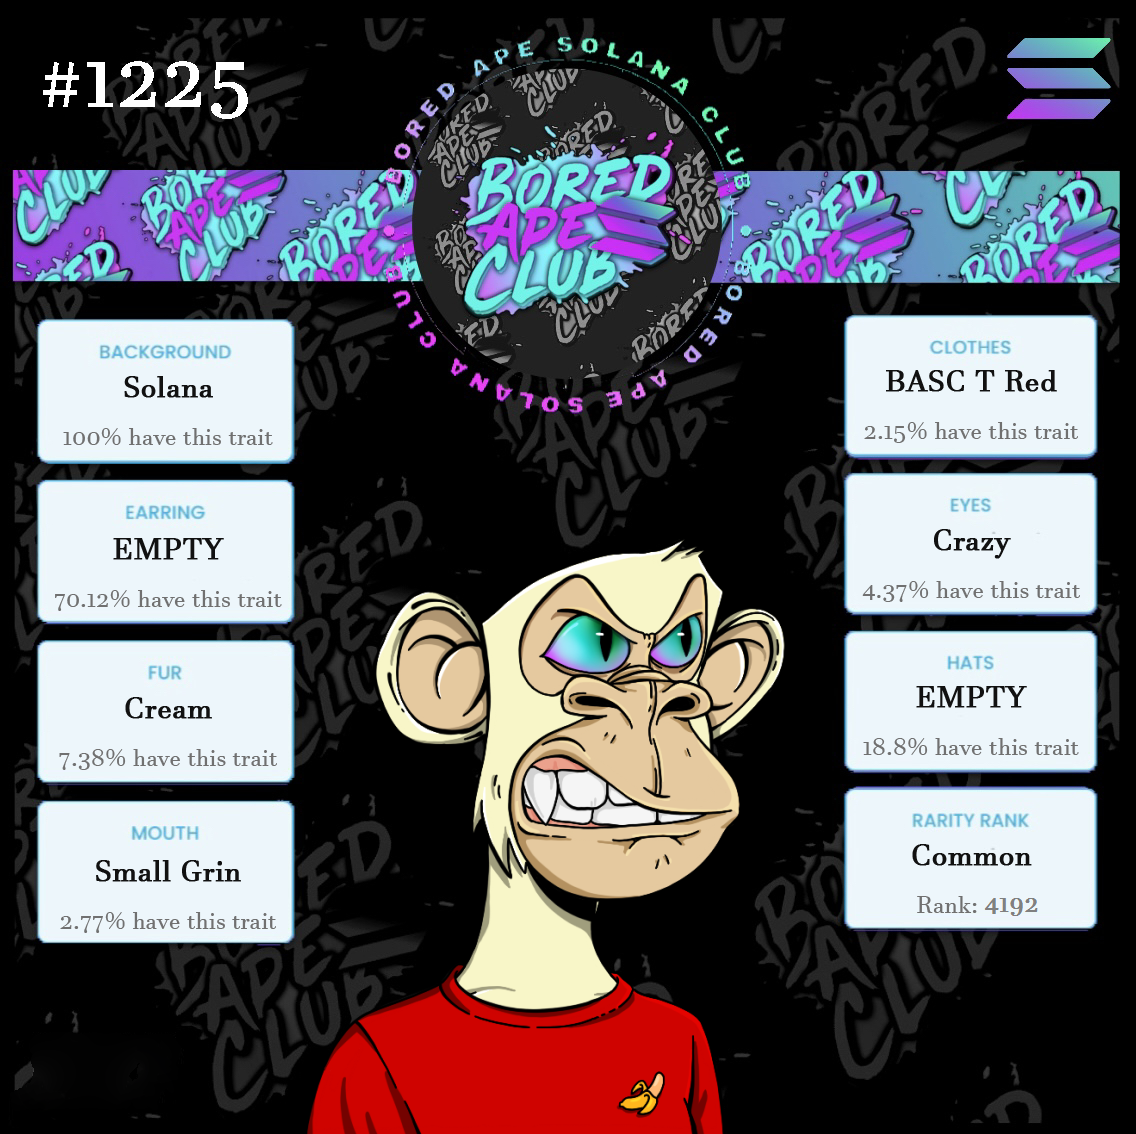 #1225
BORED APE SOLANA CLUB
BORED APE SOLANA CLUB
BORED
APE
CLUB
BACKGROUND
Solana
100% have this trait
EARRING
EMPTY
70.12% have this trait
FUR
Cream
7.38% have this trait
MOUTH
Small Grin
2.77% have this trait
CLOTHES
BASC T Red
2.15% have this trait
EYES
Crazy
4.37% have this trait
HATS
EMPTY
18.8% have this trait
RARITY RANK
Common
Rank: 4192